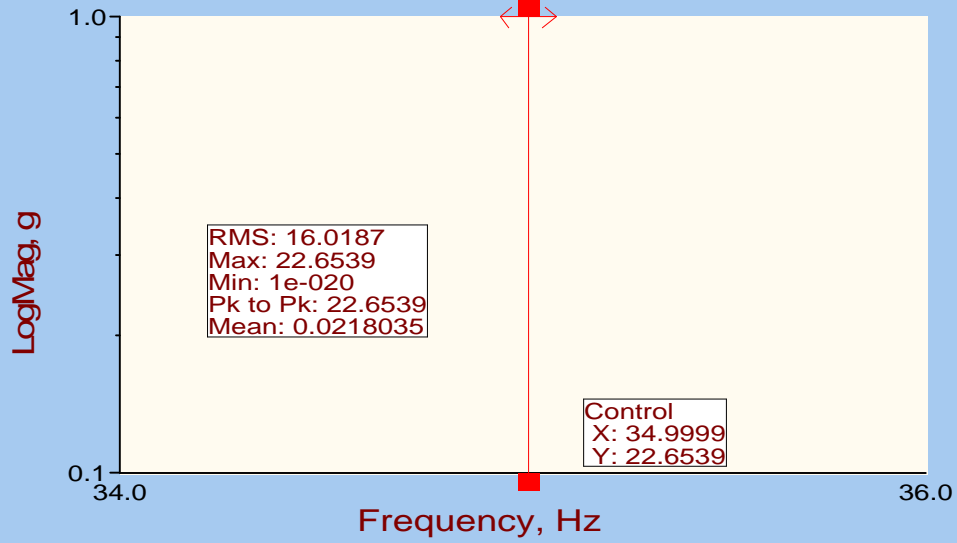 1.0
LogMag, g
RMS: 16.0187
Max: 22.6539
Min: 1e-020
Pk to Pk: 22.6539
Mean: 0.0218035
Control
X: 34.9999
Y: 22.6539
0.1
34.0
36.0
Frequency, Hz